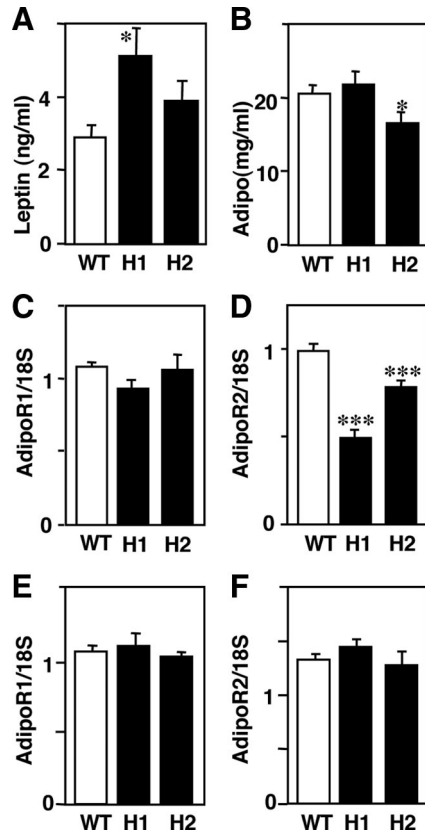 A
Leptin (ng/ml)
6
4
2
0
*
WT H1 H2
B
Adipo(mg/ml)
20
10
0
*
WT H1 H2
C
AdipoR1/18S
1
0
WT H1 H2
D
AdipoR2/18S
1
0
***
***
WT H1 H2
E
AdipoR1/18S
1
0
WT H1 H2
F
AdipoR2/18S
1
0
WT H1 H2